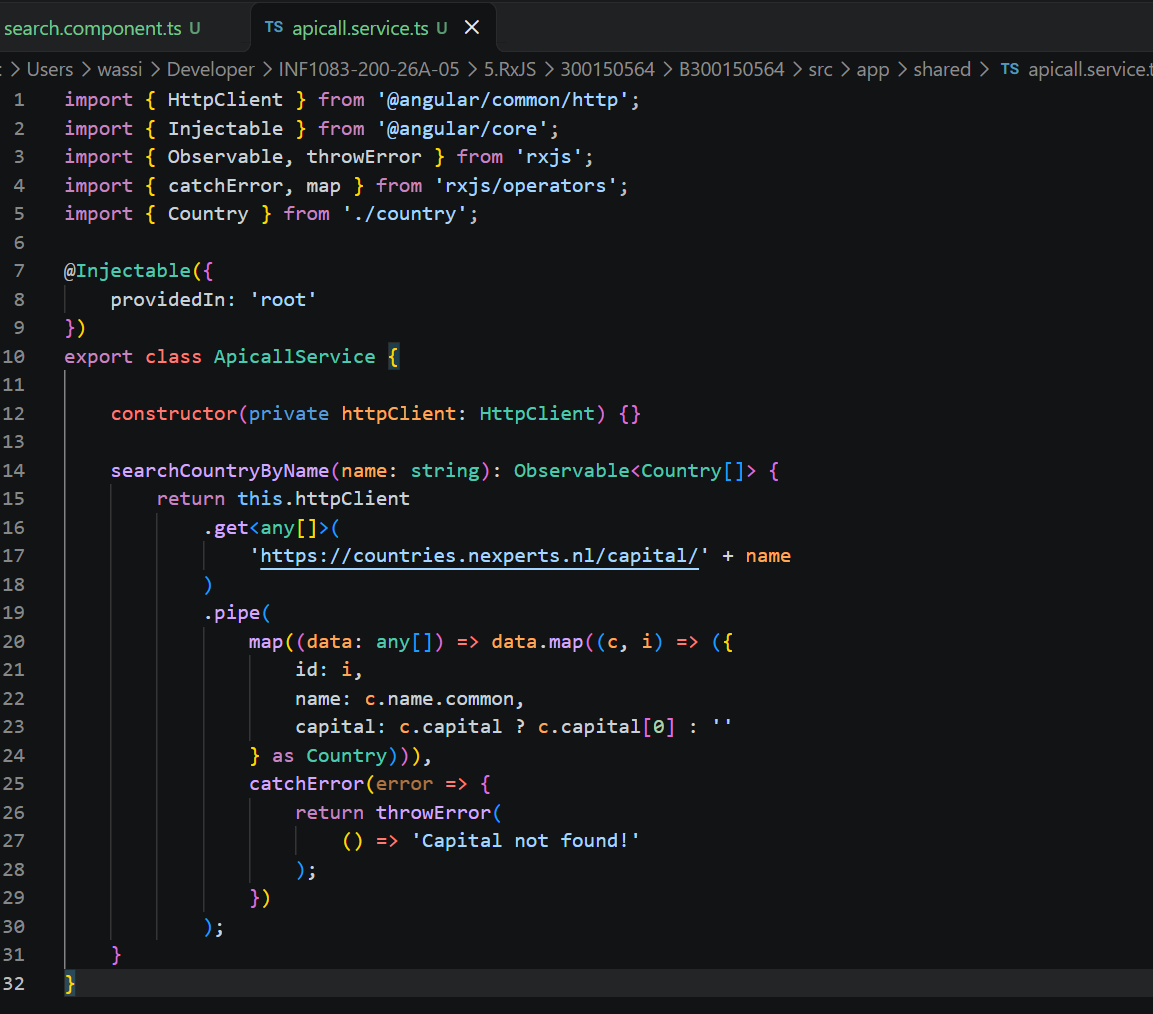 search.component.ts U
TS apicall.service.ts U
: > Users > wassi > Developer > INF1083-200-26A-05 > 5.RxJS > 300150564 > B300150564 > src > app > shared > TS apicall.service.t
1 import { HttpClient } from '@angular/common/http';
2 import { Injectable } from '@angular/core';
3 import { Observable, throwError } from 'rxjs';
4 import { catchError, map } from 'rxjs/operators';
5 import { Country } from './country';
6
7 @Injectable({
8     providedIn: 'root'
9 })
10 export class ApicallService {
11
12     constructor(private httpClient: HttpClient) {}
13
14     searchCountryByName(name: string): Observable<Country[]> {
15         return this.httpClient
16             .get<any[]>(
17                 'https://countries.nexperts.nl/capital/' + name
18             )
19             .pipe(
20                 map((data: any[]) => data.map((c, i) => ({
21                     id: i,
22                     name: c.name.common,
23                     capital: c.capital ? c.capital[0] : ''
24                 } as Country))),
25                 catchError(error => {
26                     return throwError(
27                         () => 'Capital not found!'
28                     );
29                 })
30             );
31     }
32 }